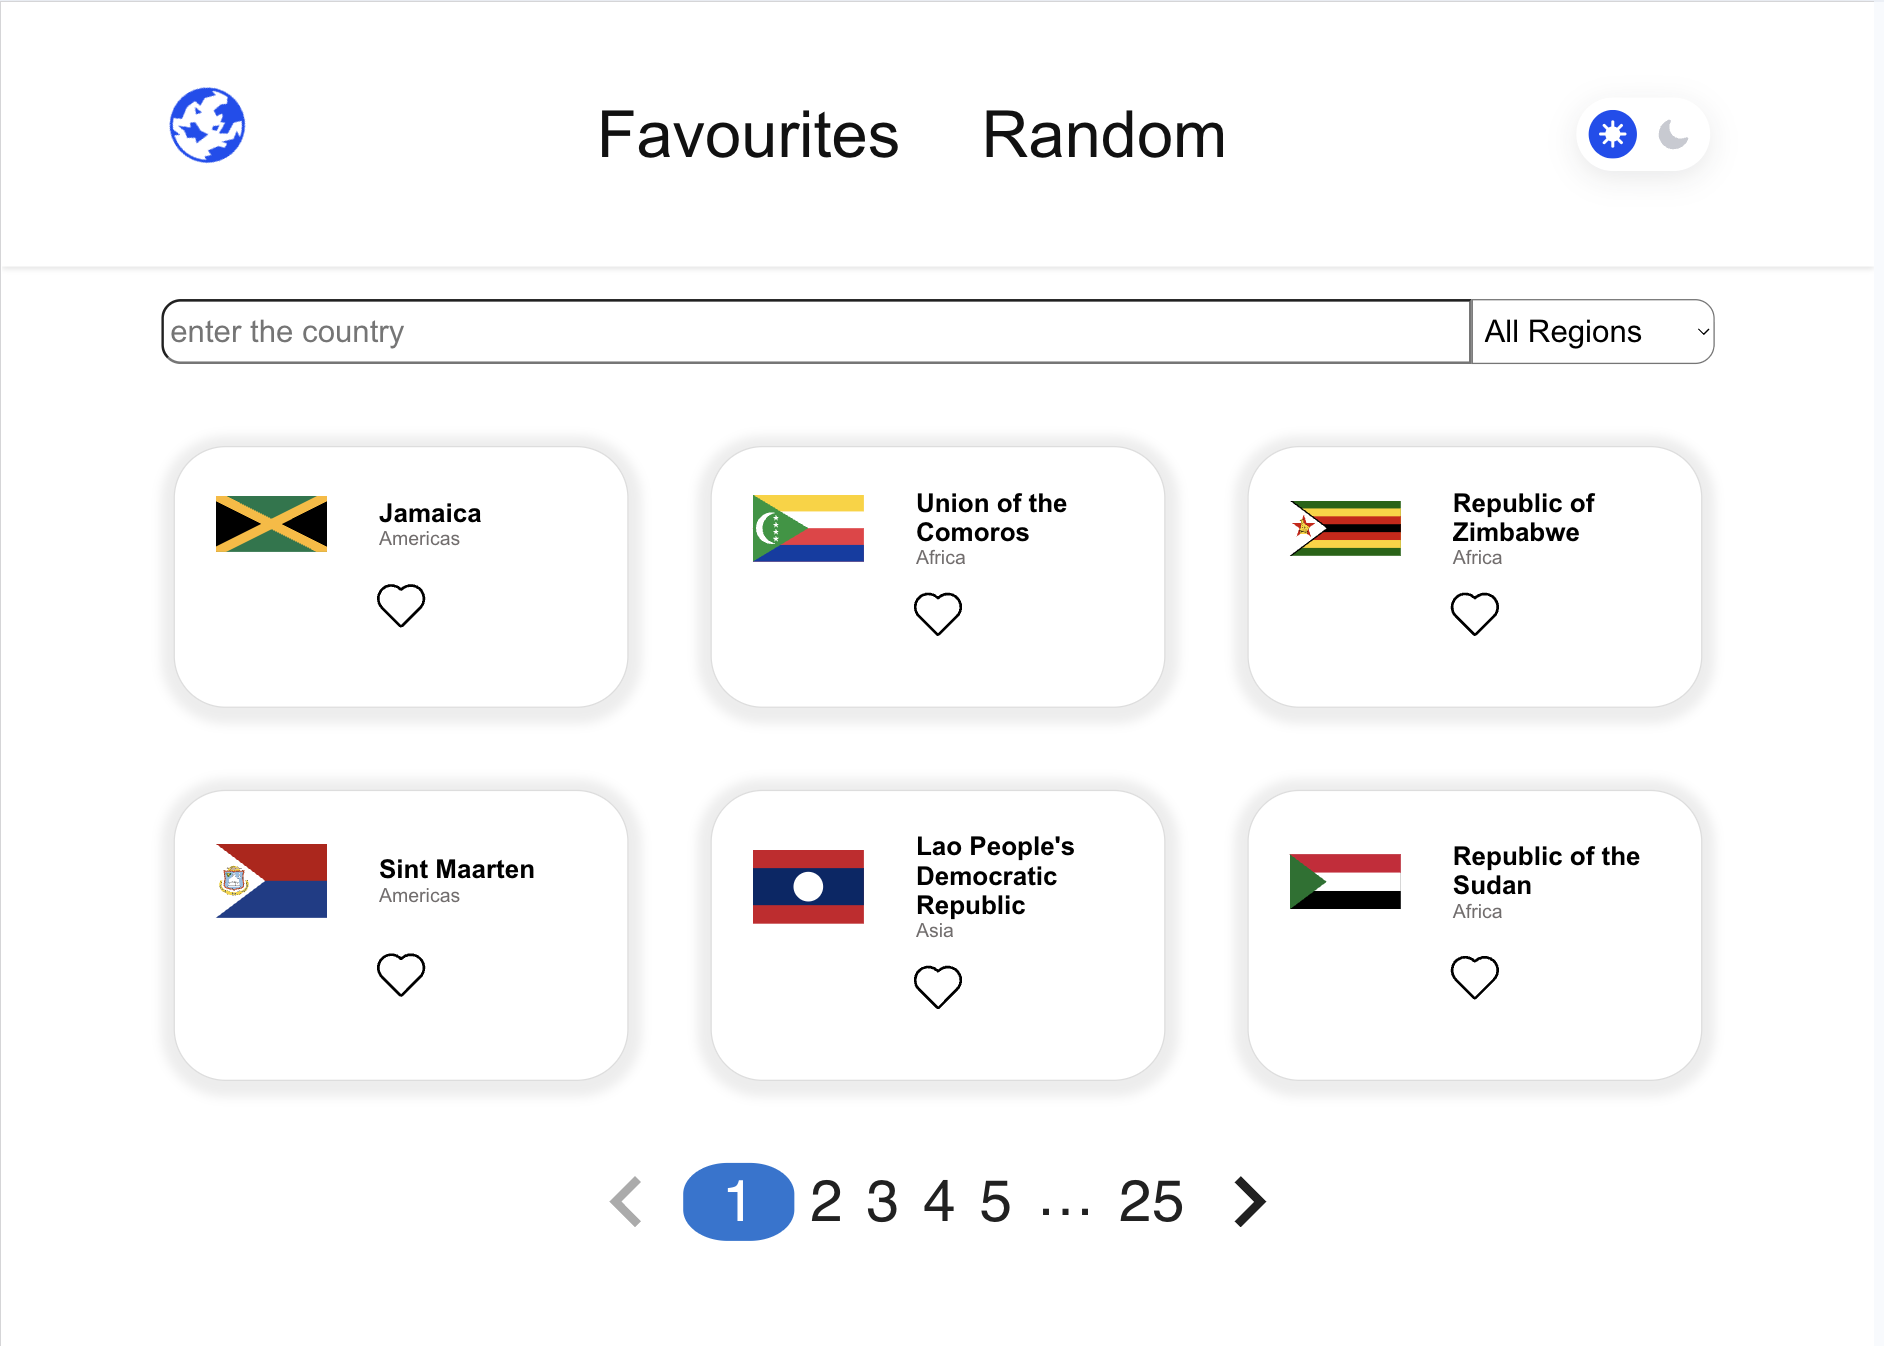 Favourites Random
enter the country
All Regions
Jamaica
Americas
Union of the
Comoros
Africa
Republic of
Zimbabwe
Africa
Sint Maarten
Americas
Lao People's
Democratic
Republic
Asia
Republic of the
Sudan
Africa
1 2 3 4 5 ... 25